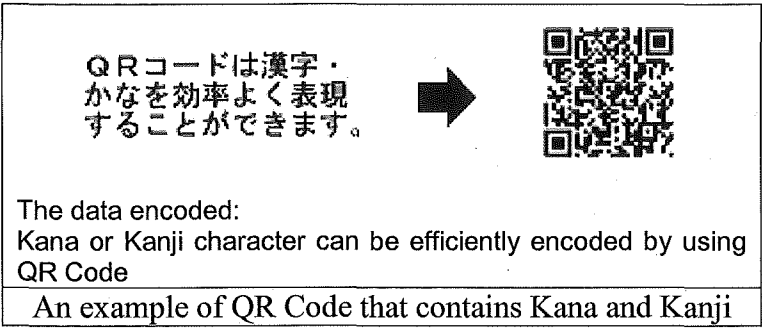 QRコードは漢字・
かなを効率よく表現
することができます。
The data encoded:
Kana or Kanji character can be efficiently encoded by using
QR Code
An example of QR Code that contains Kana and Kanji